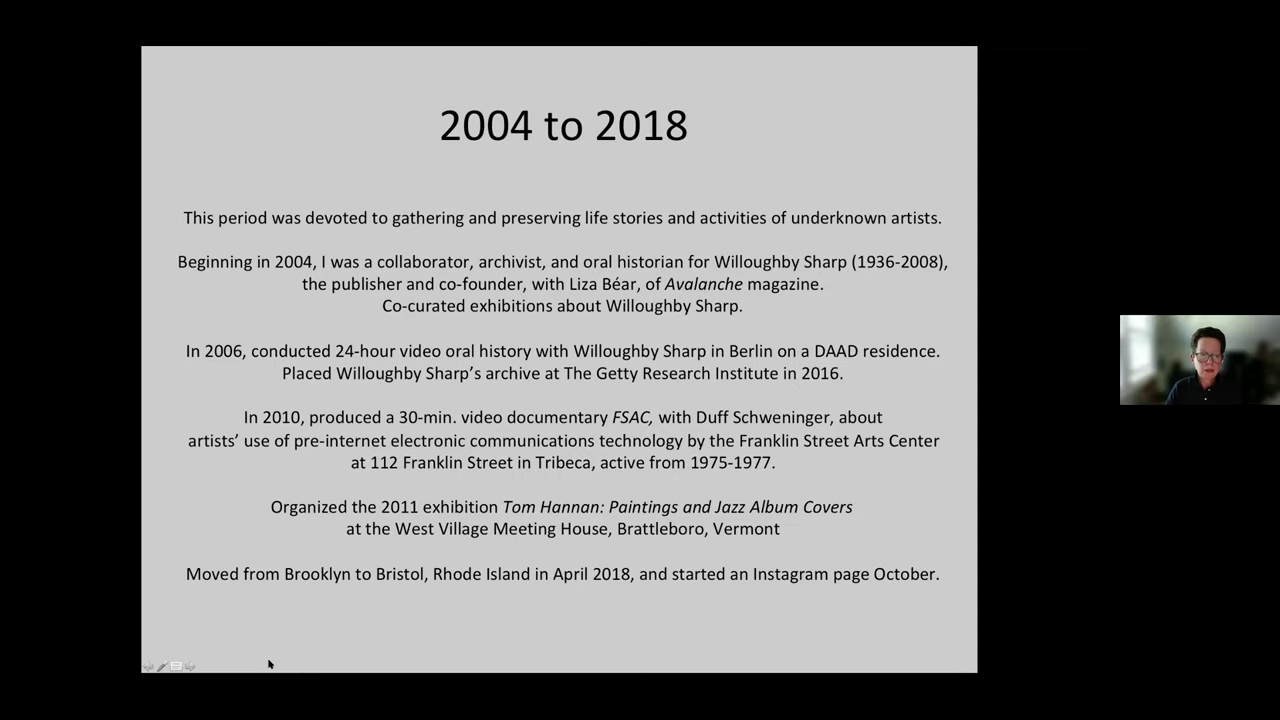 2004 to 2018
This period was devoted to gathering and preserving life stories and activities of underknown artists.
Beginning in 2004, I was a collaborator, archivist, and oral historian for Willoughby Sharp (1936-2008),
the publisher and co-founder, with Liza Béar, of Avalanche magazine.
Co-curated exhibitions about Willoughby Sharp.
In 2006, conducted 24-hour video oral history with Willoughby Sharp in Berlin on a DAAD residence.
Placed Willoughby Sharp’s archive at The Getty Research Institute in 2016.
In 2010, produced a 30-min. video documentary FSAC, with Duff Schweninger, about
artists’ use of pre-internet electronic communications technology by the Franklin Street Arts Center
at 112 Franklin Street in Tribeca, active from 1975-1977.
Organized the 2011 exhibition Tom Hannan: Paintings and Jazz Album Covers
at the West Village Meeting House, Brattleboro, Vermont
Moved from Brooklyn to Bristol, Rhode Island in April 2018, and started an Instagram page October.